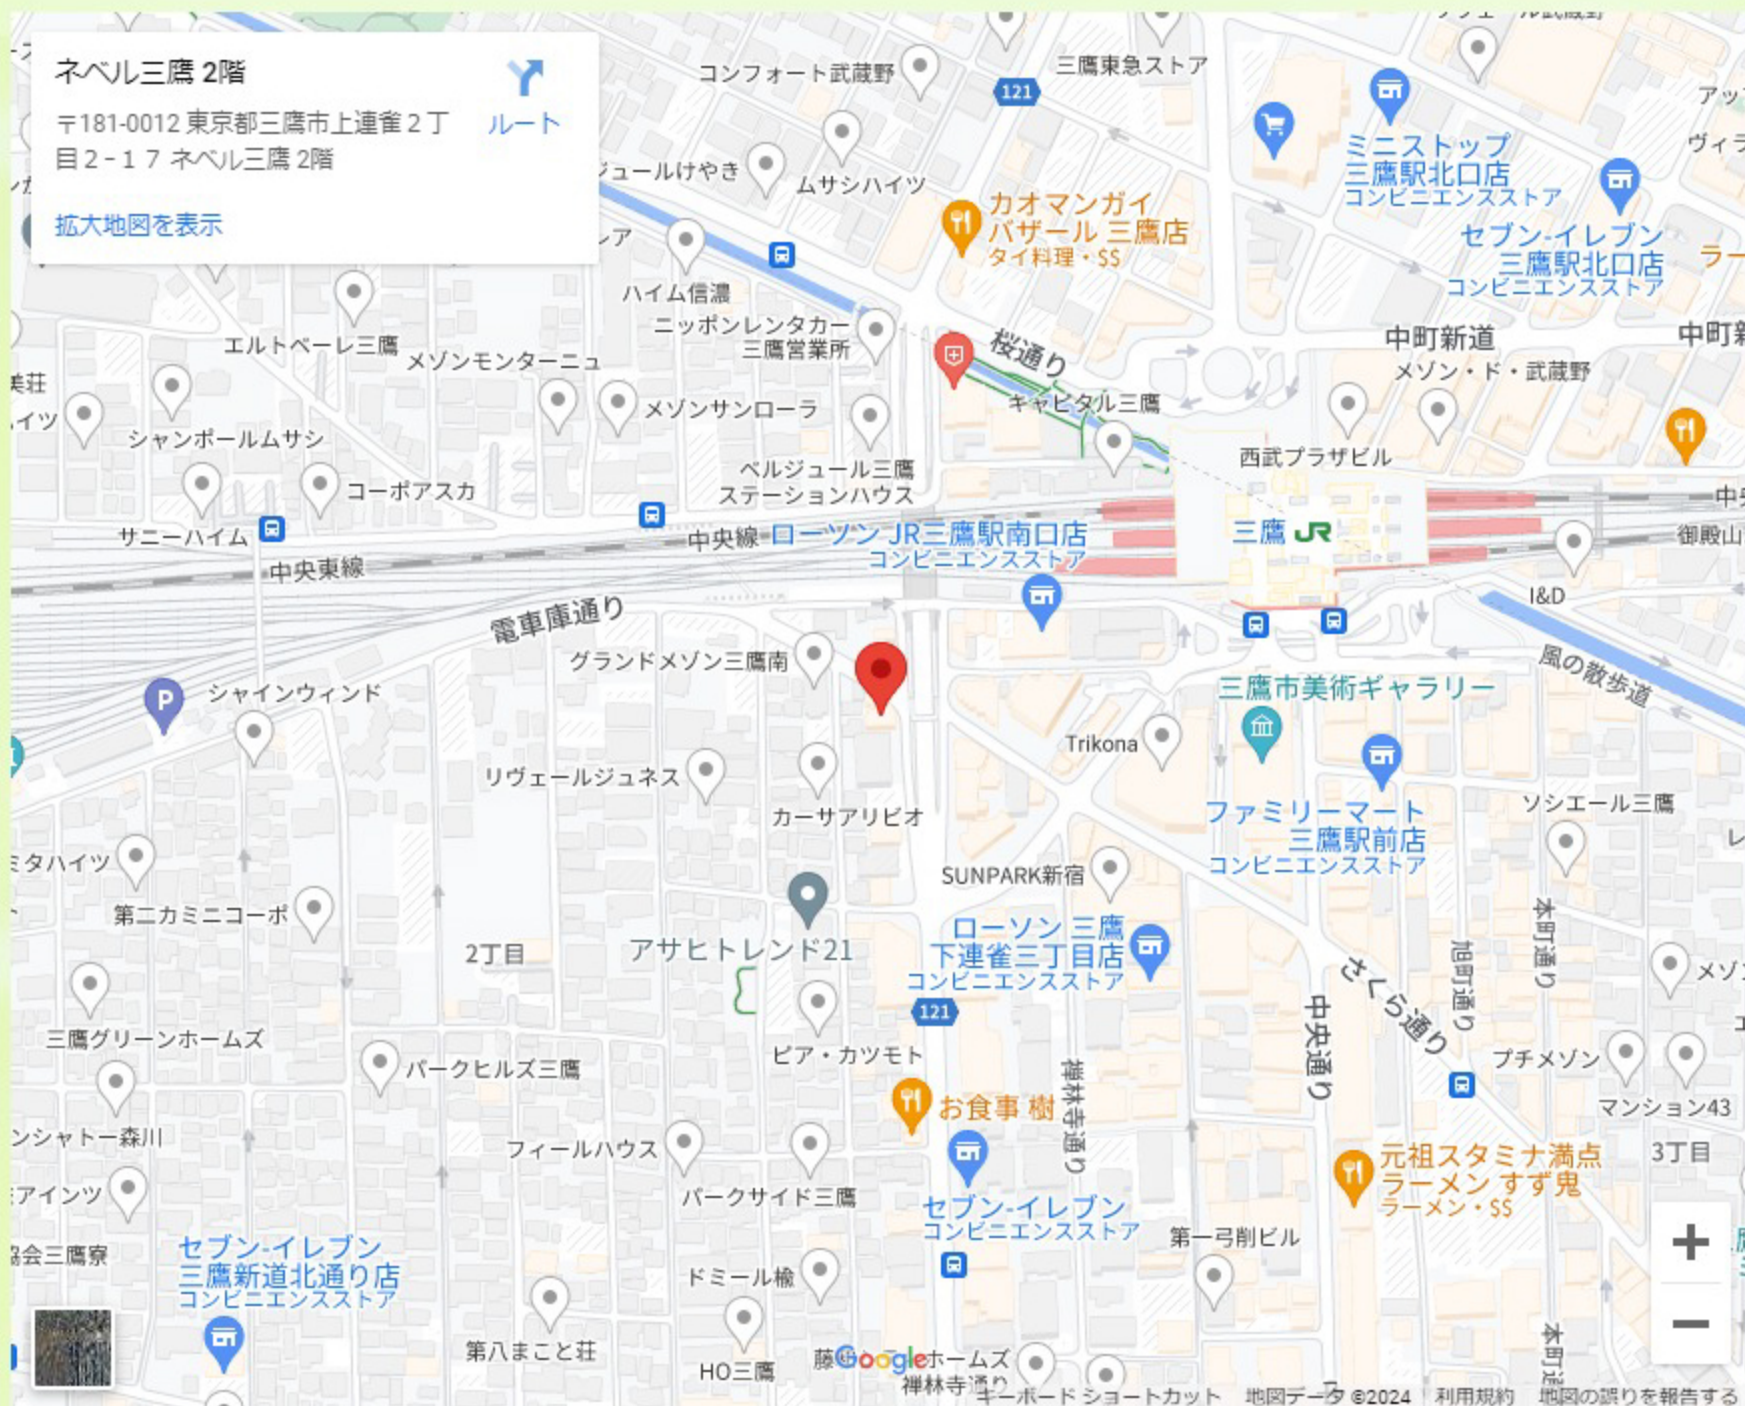 ネベル三鷹 2階
〒181-0012 東京都三鷹市上連雀２丁
目２−１７ ネベル三鷹 2階
ルート
拡大地図を表示
コンフォート武蔵野
121
三鷹東急ストア
ミニストップ
三鷹駅北口店
コンビニエンスストア
ジュールけやき
ムサシハイツ
カオマンガイ
バザール 三鷹店
タイ料理・$$
セブン-イレブン
三鷹駅北口店
コンビニエンスストア
ハイム信濃
ニッポンレンタカー
三鷹営業所
桜通り
中町新道
エルトベーレ三鷹
メゾンモンターニュ
メゾン・ド・武蔵野
美荘
メゾンサンローラ
キャピタル三鷹
シャンポールムサシ
西武プラザビル
ベルジュール三鷹
ステーションハウス
コーポアスカ
サニーハイム
中央線
ローソン JR三鷹駅南口店
コンビニエンスストア
三鷹 JR
御殿山
中央東線
I&D
電車庫通り
グランドメゾン三鷹南
風の散歩道
P
シャインウィンド
三鷹市美術ギャラリー
Trikona
リヴェールジュネス
カーサアリビオ
ファミリーマート
三鷹駅前店
コンビニエンスストア
ソシエール三鷹
ミタハイツ
SUNPARK新宿
第二カミニコーポ
ローソン 三鷹
下連雀三丁目店
コンビニエンスストア
2丁目
アサヒトレンド21
本町通り
旭町通り
さくら通り
中央通り
121
三鷹グリーンホームズ
ピア・カツモト
パークヒルズ三鷹
プチメゾン
お食事 樹
禅林寺通り
マンション43
ンシャトー森川
フィールハウス
3丁目
元祖スタミナ満点
ラーメン すず鬼
ラーメン・$$
アインツ
パークサイド三鷹
セブン-イレブン
コンビニエンスストア
第一弓削ビル
協会三鷹寮
セブン-イレブン
三鷹新道北通り店
コンビニエンスストア
ドミール楡
第八まこと荘
HO三鷹
Google
ホームズ
禅林寺通り
キーボード ショートカット
地図データ ©2024
利用規約
地図の誤りを報告する